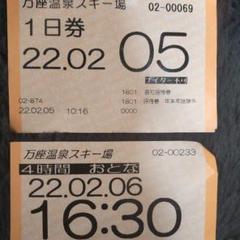 万座温泉スキー場 02-00069
1日券
22.02 05
ナイター不可
02-874 1801
22.02.05 10:16 0000
万座温泉スキー場 02-00233
4時間 おとな
22.02.06
16:30